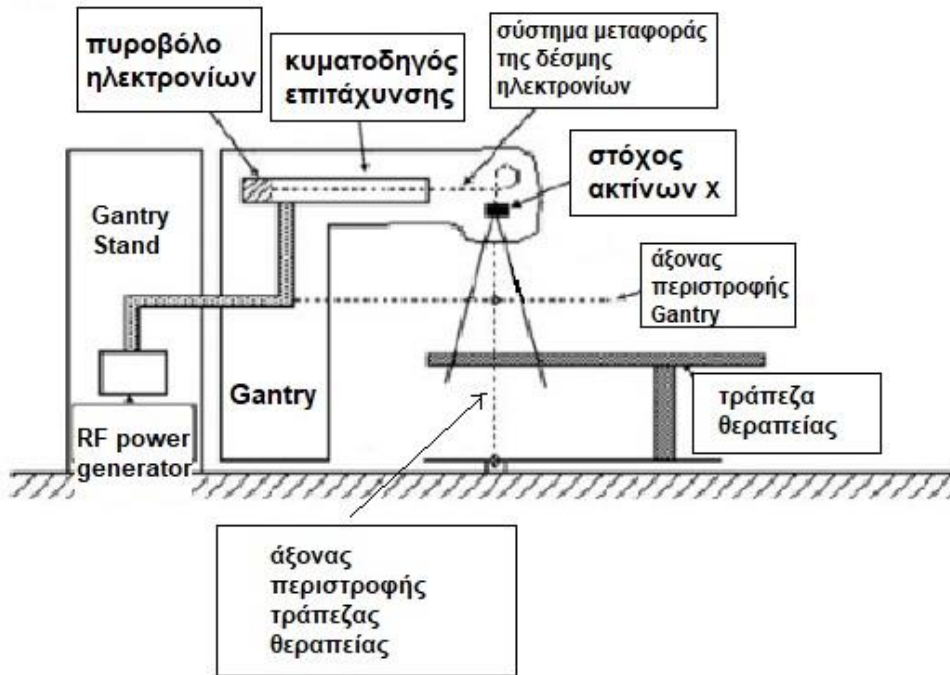 πυροβόλο
ηλεκτρονίων
κυματοδηγός
επιτάχυνσης
σύστημα μεταφοράς
της δέσμης
ηλεκτρονίων
στόχος
ακτίνων Χ
Gantry
Stand
άξονας
περιστροφής
Gantry
Gantry
τράπεζα
θεραπείας
RF power
generator
άξονας
περιστροφής
τράπεζας
θεραπείας